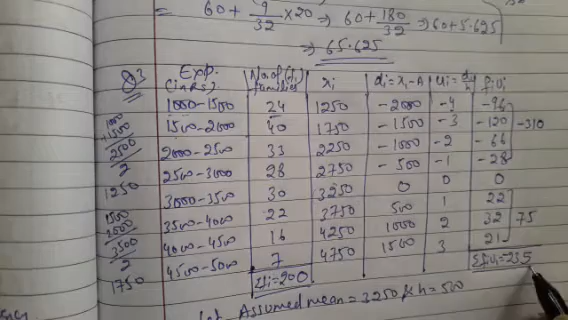 = 60 + 9/32 × 20 ⇒ 60 + 180/32 ⇒ 60 + 5.625
⇒ 65.625
Q3 Exp. (in Rs.) No. of (fi) families xi di = xi - A ui = di/h fiui
1000-1500 24 1250 -2000 -4 -96
1500-2000 40 1750 -1500 -3 -120
2000-2500 33 2250 -1000 -2 -66
2500-3000 28 2750 -500 -1 -28
-310
3000-3500 30 3250 0 0 0
3500-4000 22 3750 500 1 22
4000-4500 16 4250 1000 2 32
4500-5000 7 4750 1500 3 21
75
Σfi = 200 Σfiui = 235
1000
+1500
2500
2
1250
1500
2000
3500
2
1750
Let Assumed mean = 3250 & h = 500